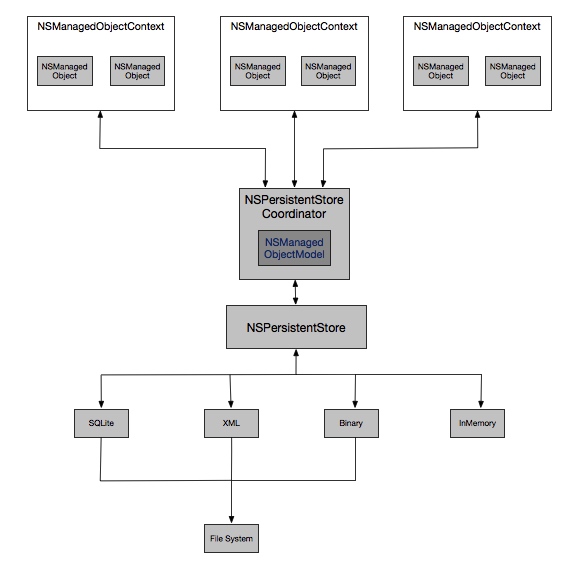 NSManagedObjectContext
NSManaged
Object
NSManaged
Object
NSManagedObjectContext
NSManaged
Object
NSManaged
Object
NSManagedObjectContext
NSManaged
Object
NSManaged
Object
NSPersistentStore
Coordinator
NSManaged
ObjectModel
NSPersistentStore
SQLite
XML
Binary
InMemory
File System